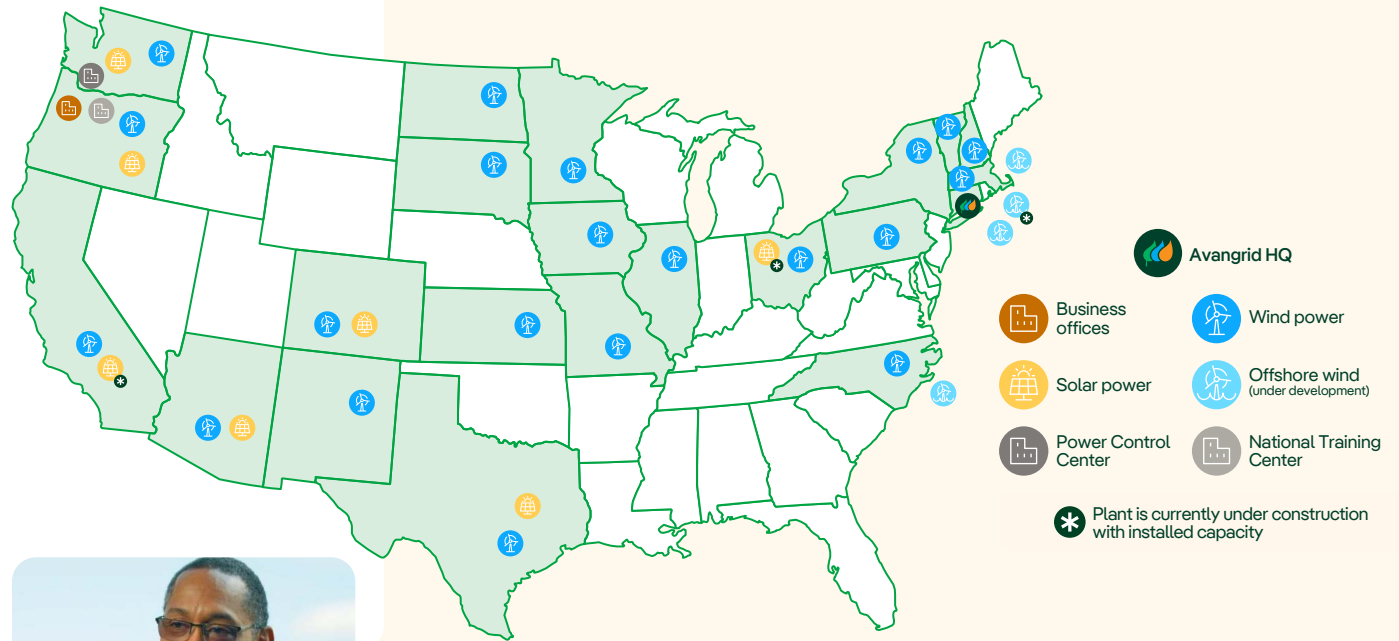 Avangrid HQ
Business
offices
Wind power
Solar power
Offshore wind
(under development)
Power Control
Center
National Training
Center
Plant is currently under construction
with installed capacity